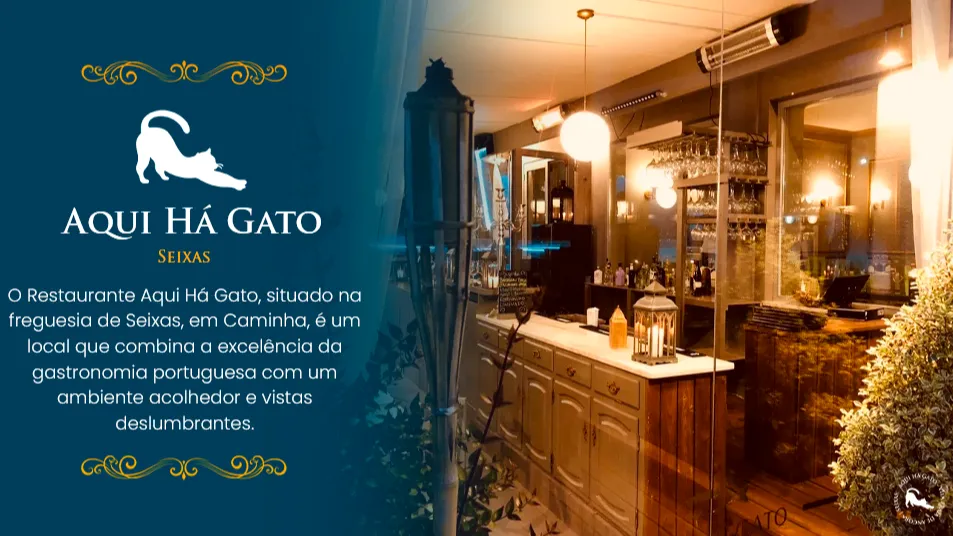 Aqui Há Gato
Seixas
O Restaurante Aqui Há Gato, situado na
freguesia de Seixas, em Caminha, é um
local que combina a excelência da
gastronomia portuguesa com um
ambiente acolhedor e vistas
deslumbrantes.
ATO